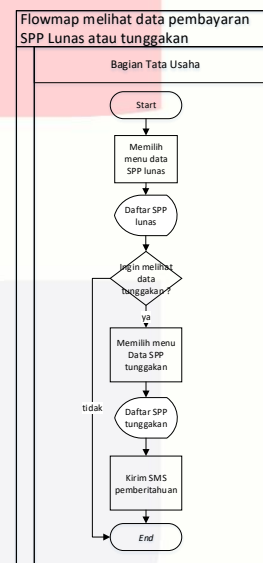 Flowmap melihat data pembayaran
SPP Lunas atau tunggakan
Bagian Tata Usaha
Start
Memilih
menu data
SPP lunas
Daftar SPP
lunas
Ingin melihat
data
tunggakan ?
ya
Memilih menu
Data SPP
tunggakan
tidak
Daftar SPP
tunggakan
Kirim SMS
pemberitahuan
End